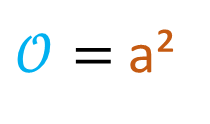 𝒪 = a²